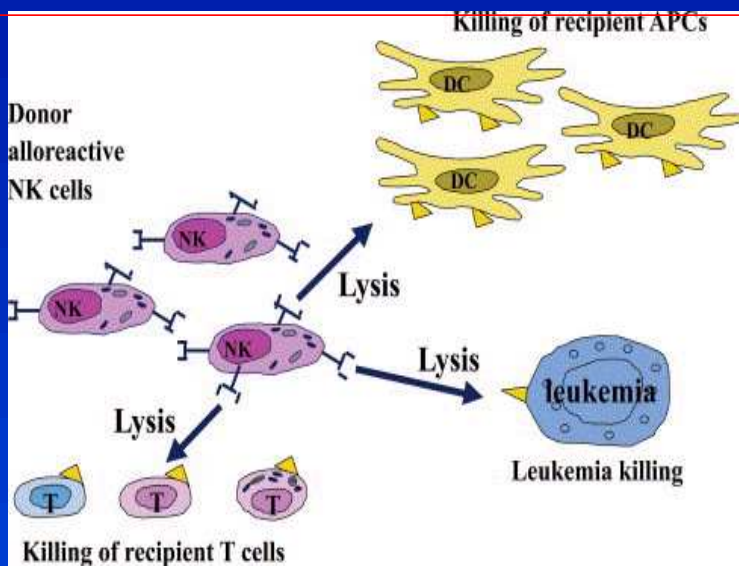 Killing of recipient APCs
DC
DC
DC
Donor
alloreactive
NK cells
NK
NK
NK
Lysis
Lysis
Lysis
leukemia
Leukemia killing
T
T
T
Killing of recipient T cells